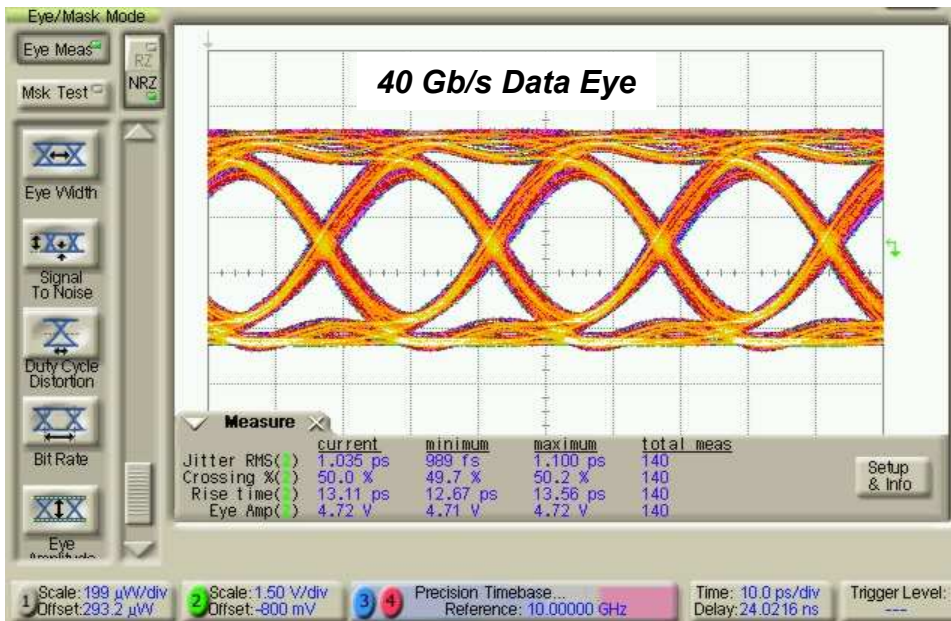 Eye/Mask Mode
Eye Meas
RZ
NRZ
Msk Test
40 Gb/s Data Eye
Eye Width
Signal
To Noise
Duty Cycle
Distortion
Bit Rate
Eye
Measure
current minimum maximum total meas
Jitter RMS(2) 1.035 ps 989 fs 1.100 ps 140
Crossing %(2) 50.0 % 49.7 % 50.2 % 140
Rise time(2) 13.11 ps 12.67 ps 13.56 ps 140
Eye Amp(2) 4.72 V 4.71 V 4.72 V 140
Setup
& Info
1 Scale: 199 µW/div
Offset: 293.2 µW
2 Scale: 1.50 V/div
Offset: -800 mV
3 4
Precision Timebase...
Reference: 10.00000 GHz
Time: 10.0 ps/div
Delay: 24.0216 ns
Trigger Level:
---